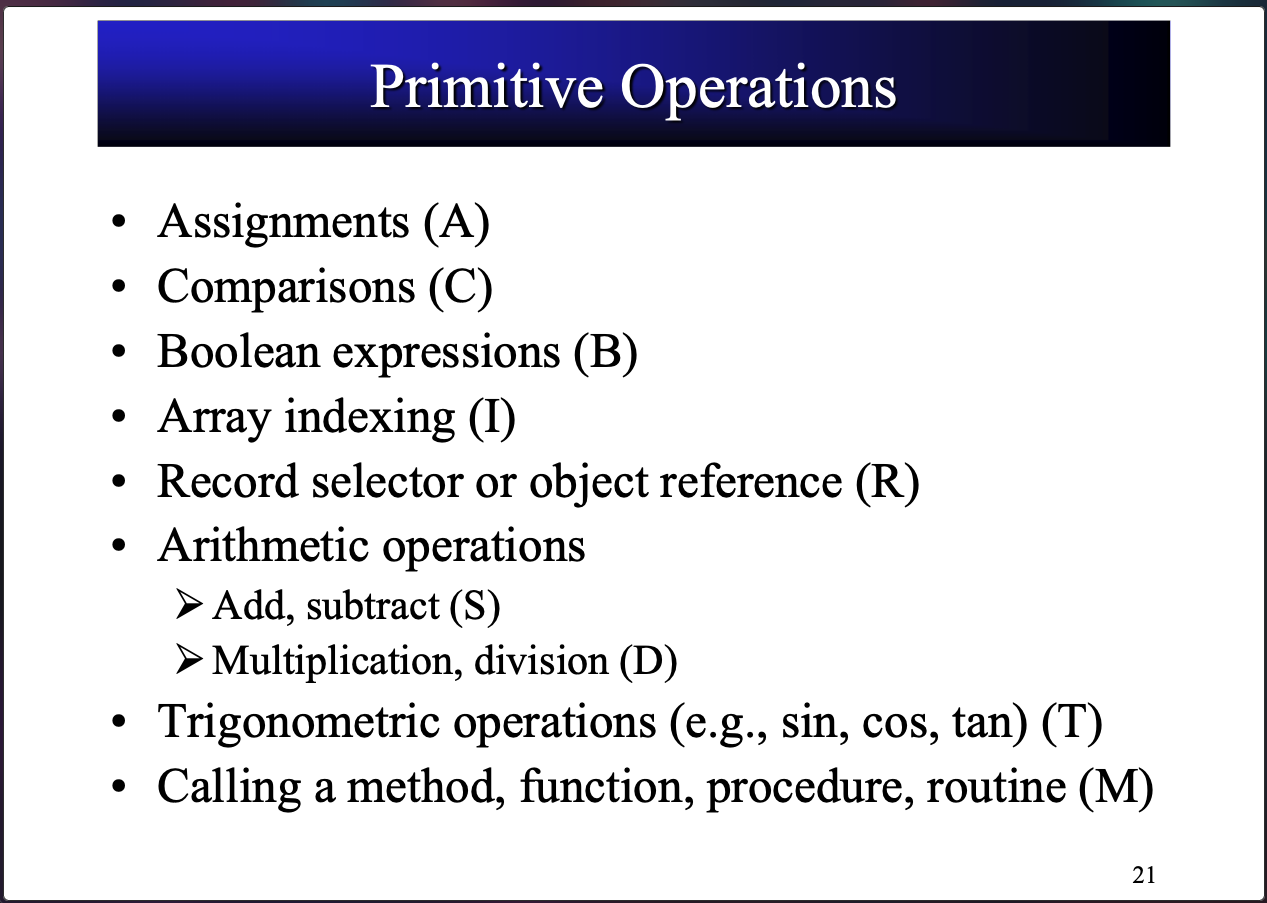 Primitive Operations
• Assignments (A)
• Comparisons (C)
• Boolean expressions (B)
• Array indexing (I)
• Record selector or object reference (R)
• Arithmetic operations
➢ Add, subtract (S)
➢ Multiplication, division (D)
• Trigonometric operations (e.g., sin, cos, tan) (T)
• Calling a method, function, procedure, routine (M)
21